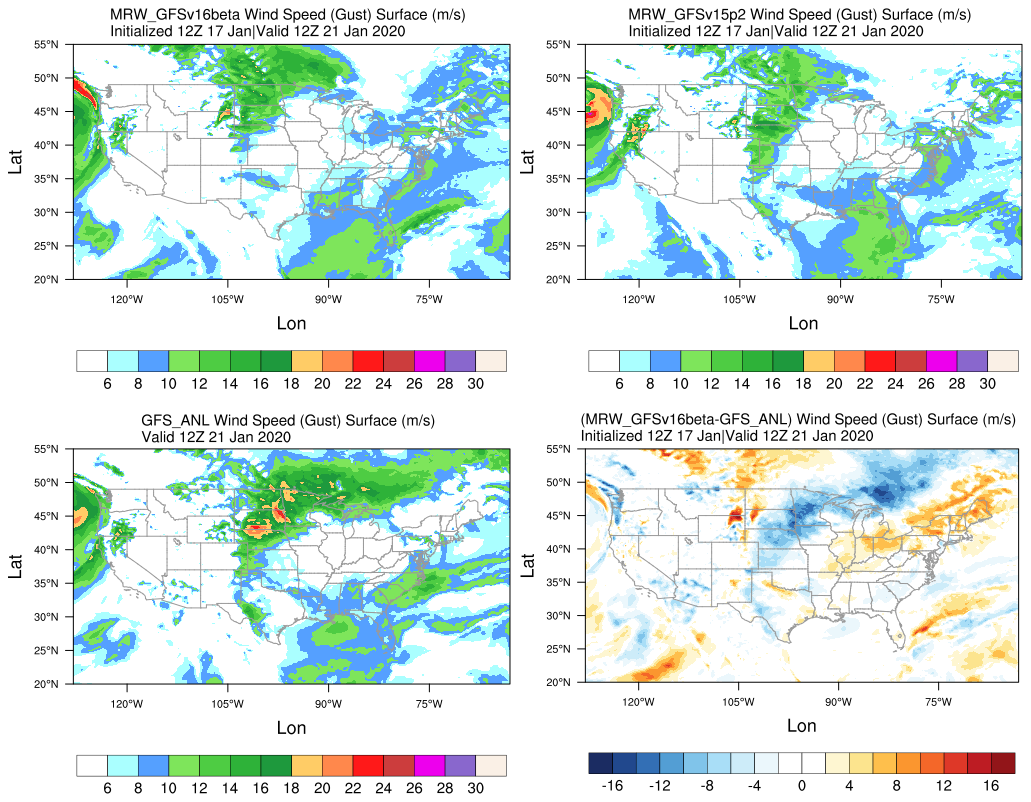 MRW_GFSv16beta Wind Speed (Gust) Surface (m/s)
Initialized 12Z 17 Jan|Valid 12Z 21 Jan 2020
55°N
50°N
45°N
40°N
35°N
30°N
25°N
20°N
Lat
120°W 105°W 90°W 75°W
Lon
6 8 10 12 14 16 18 20 22 24 26 28 30
MRW_GFSv15p2 Wind Speed (Gust) Surface (m/s)
Initialized 12Z 17 Jan|Valid 12Z 21 Jan 2020
55°N
50°N
45°N
40°N
35°N
30°N
25°N
20°N
Lat
120°W 105°W 90°W 75°W
Lon
6 8 10 12 14 16 18 20 22 24 26 28 30
GFS_ANL Wind Speed (Gust) Surface (m/s)
Valid 12Z 21 Jan 2020
55°N
50°N
45°N
40°N
35°N
30°N
25°N
20°N
Lat
120°W 105°W 90°W 75°W
Lon
6 8 10 12 14 16 18 20 22 24 26 28 30
(MRW_GFSv16beta-GFS_ANL) Wind Speed (Gust) Surface (m/s)
Initialized 12Z 17 Jan|Valid 12Z 21 Jan 2020
55°N
50°N
45°N
40°N
35°N
30°N
25°N
20°N
Lat
120°W 105°W 90°W 75°W
Lon
-16 -12 -8 -4 0 4 8 12 16